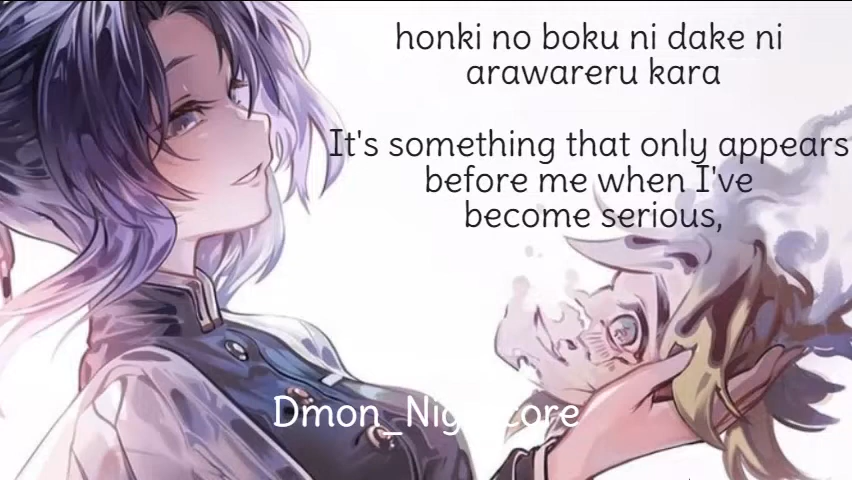 honki no boku ni dake ni
arawareru kara
It's something that only appears
before me when I've
become serious,
Dmon_Nightcore